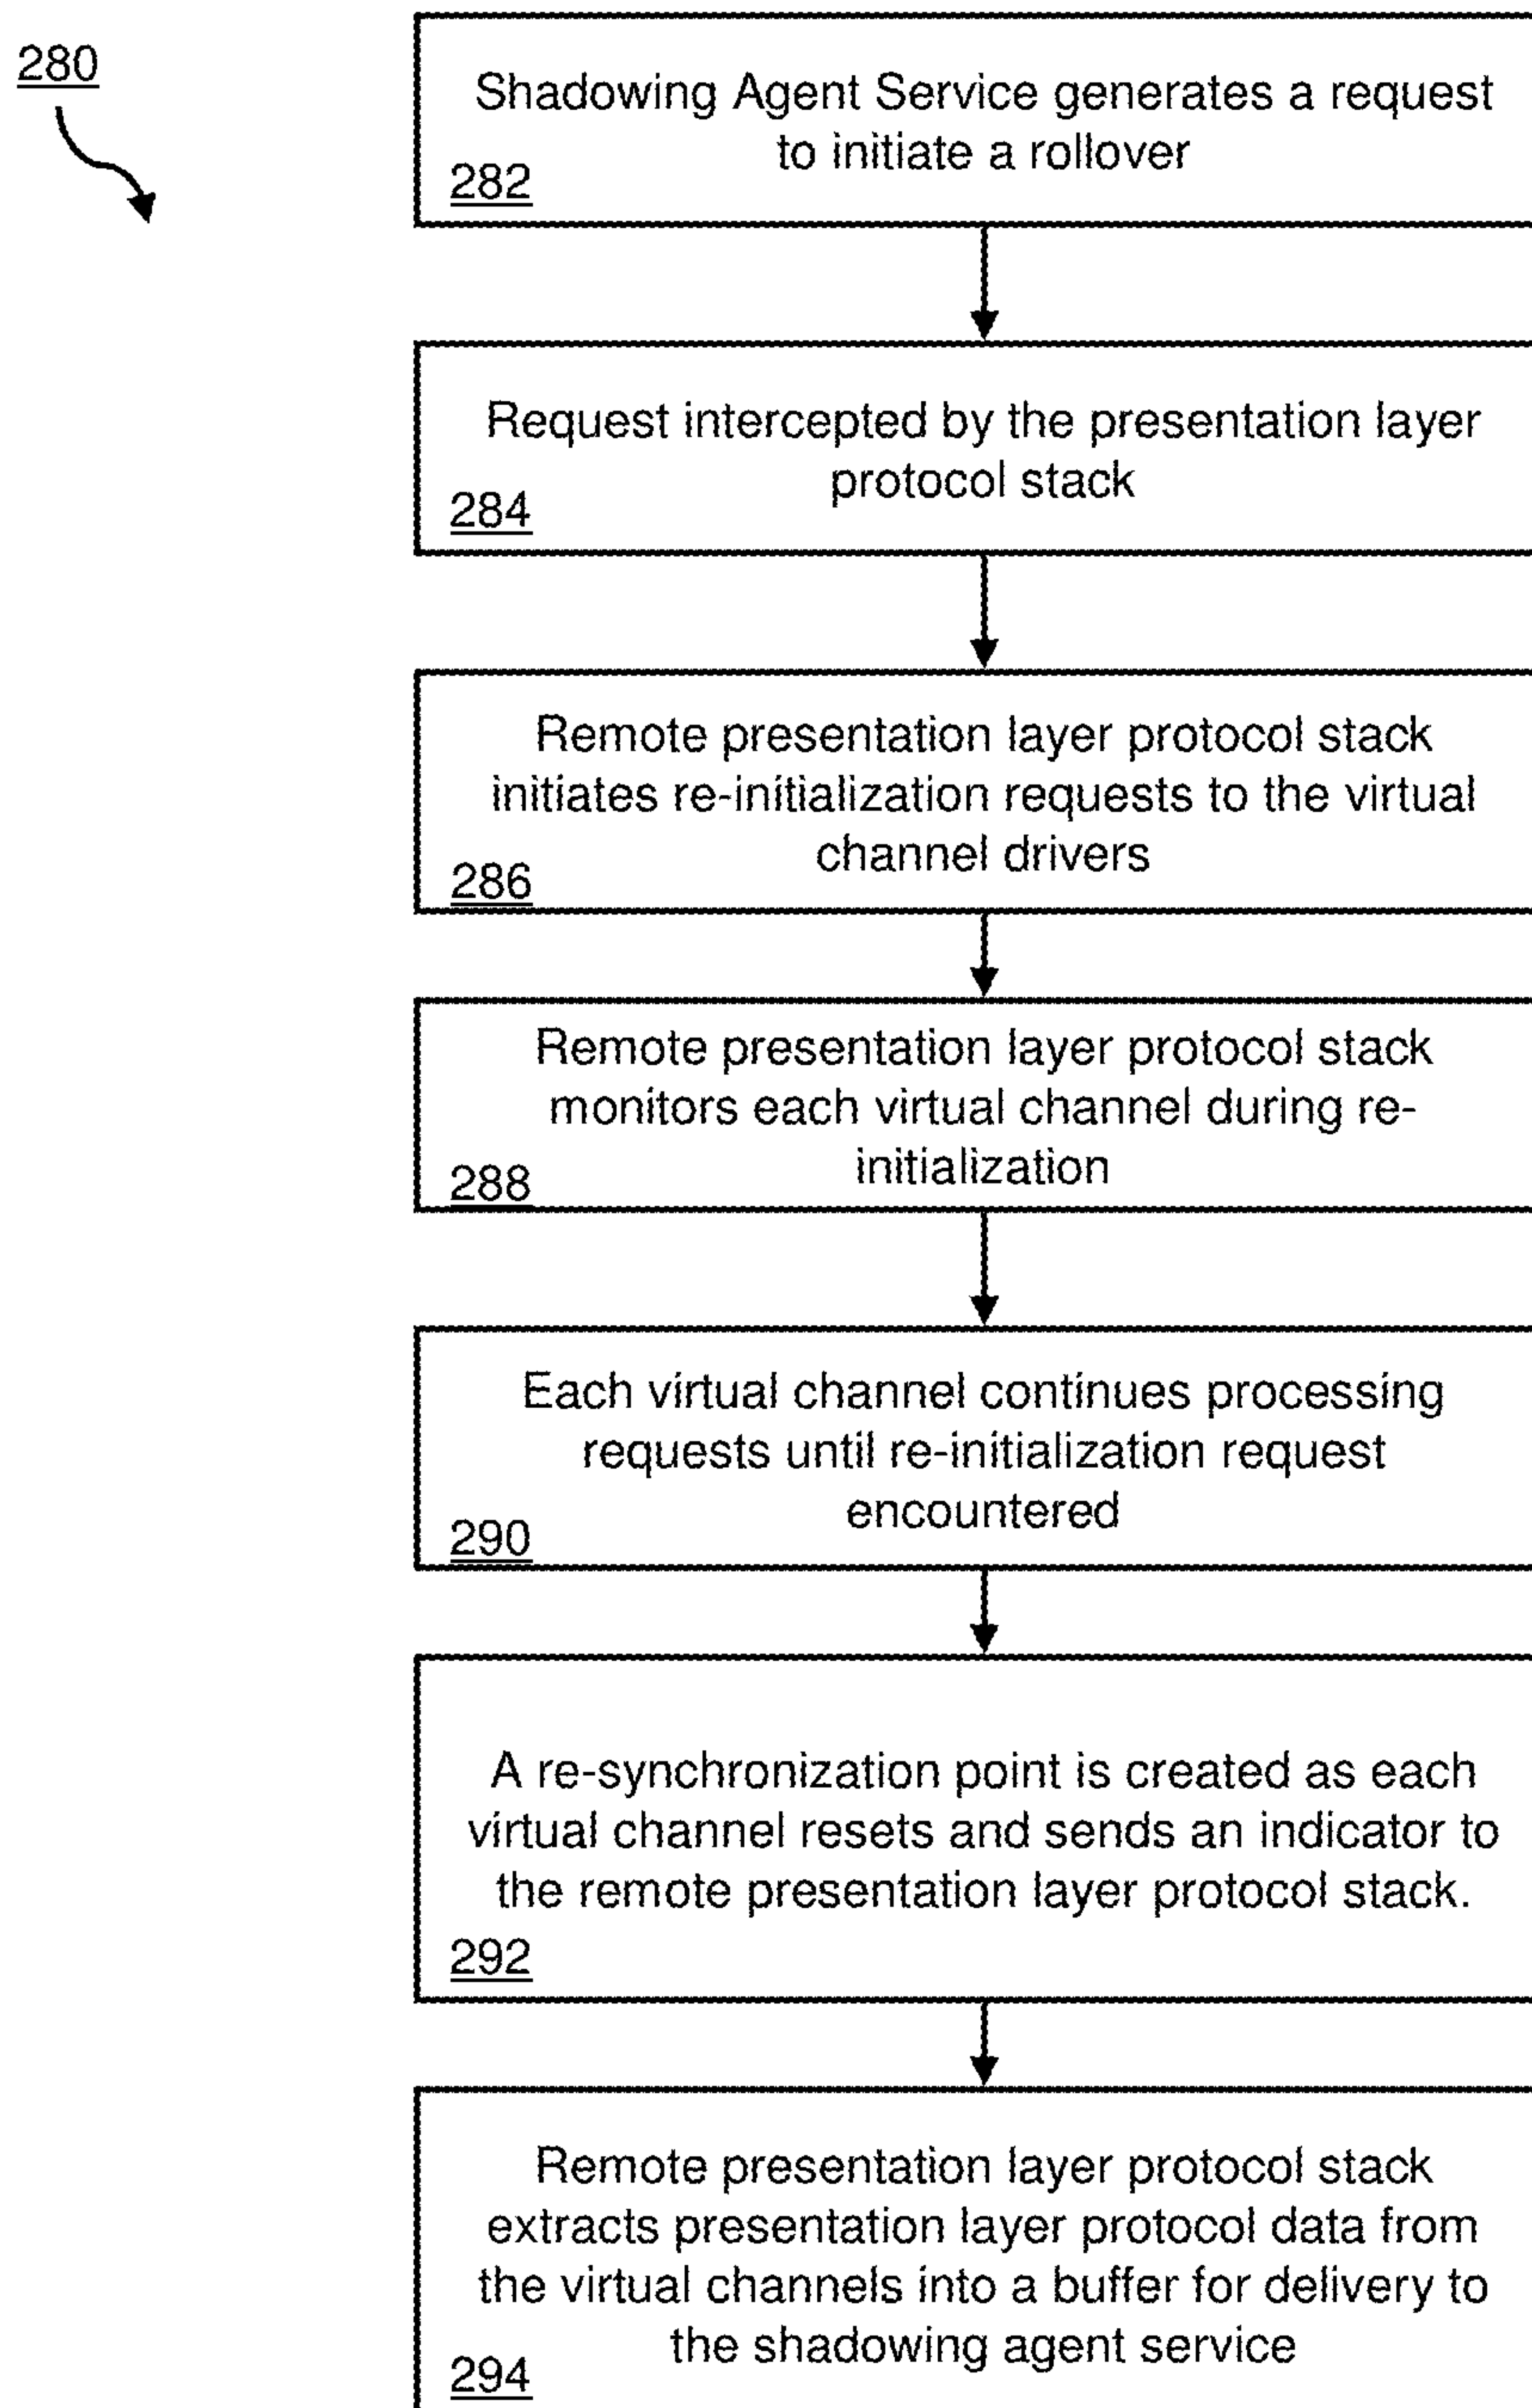 280
Shadowing Agent Service generates a request
to initiate a rollover
282
Request intercepted by the presentation layer
protocol stack
284
Remote presentation layer protocol stack
initiates re-initialization requests to the virtual
channel drivers
286
Remote presentation layer protocol stack
monitors each virtual channel during re-
initialization
288
Each virtual channel continues processing
requests until re-initialization request
encountered
290
A re-synchronization point is created as each
virtual channel resets and sends an indicator to
the remote presentation layer protocol stack.
292
Remote presentation layer protocol stack
extracts presentation layer protocol data from
the virtual channels into a buffer for delivery to
the shadowing agent service
294